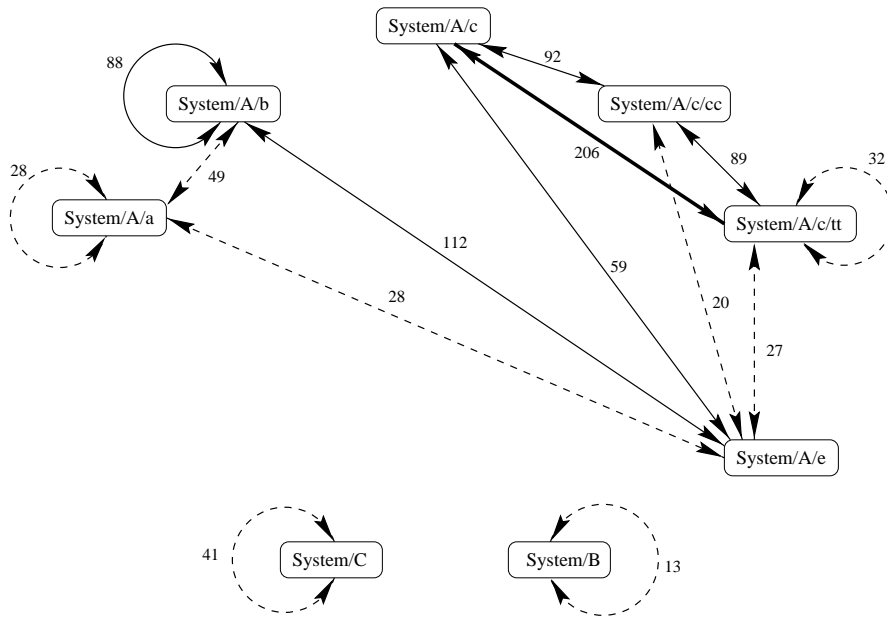 System/A/c
88
92
System/A/b
System/A/c/cc
206
89
32
28
49
System/A/a
System/A/c/tt
112
59
28
20
27
System/A/e
41
System/C
System/B
13